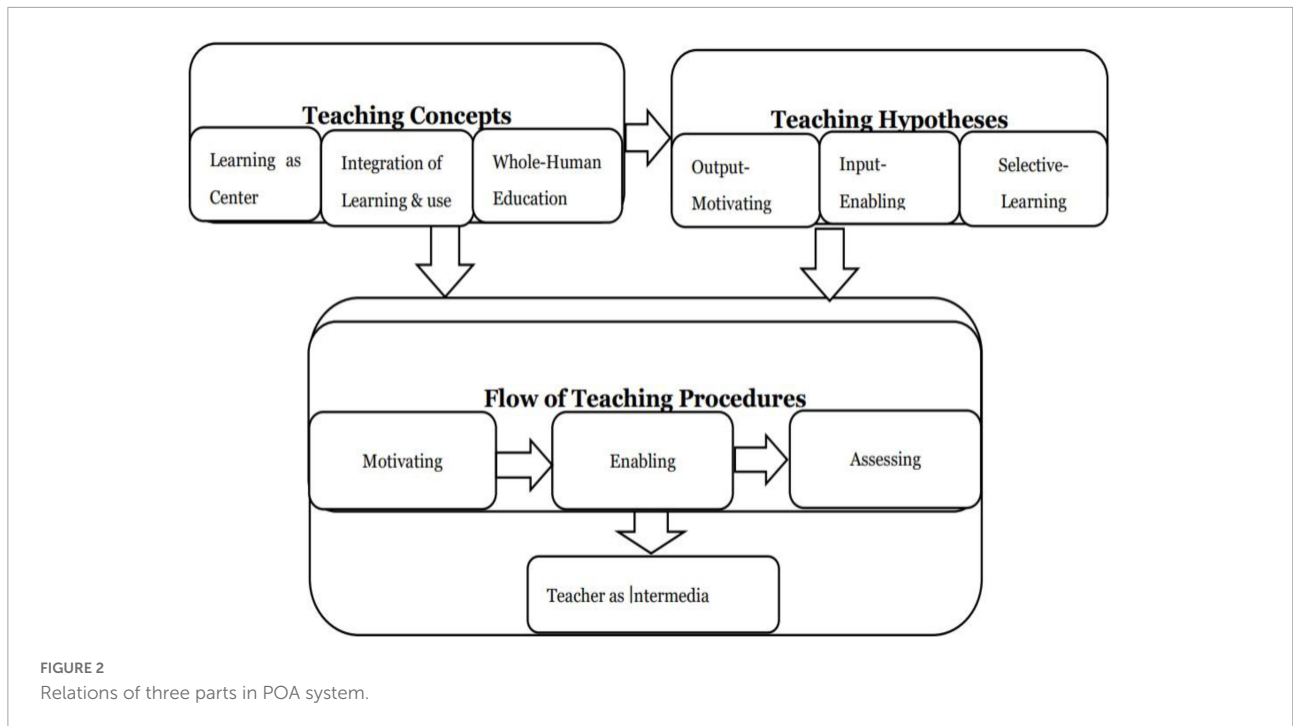 Teaching Concepts
Learning as
Center
Integration of
Learning & use
Whole-Human
Education
Teaching Hypotheses
Output-
Motivating
Input-
Enabling
Selective-
Learning
Flow of Teaching Procedures
Motivating
Enabling
Assessing
Teacher as Intermedia
FIGURE 2
Relations of three parts in POA system.